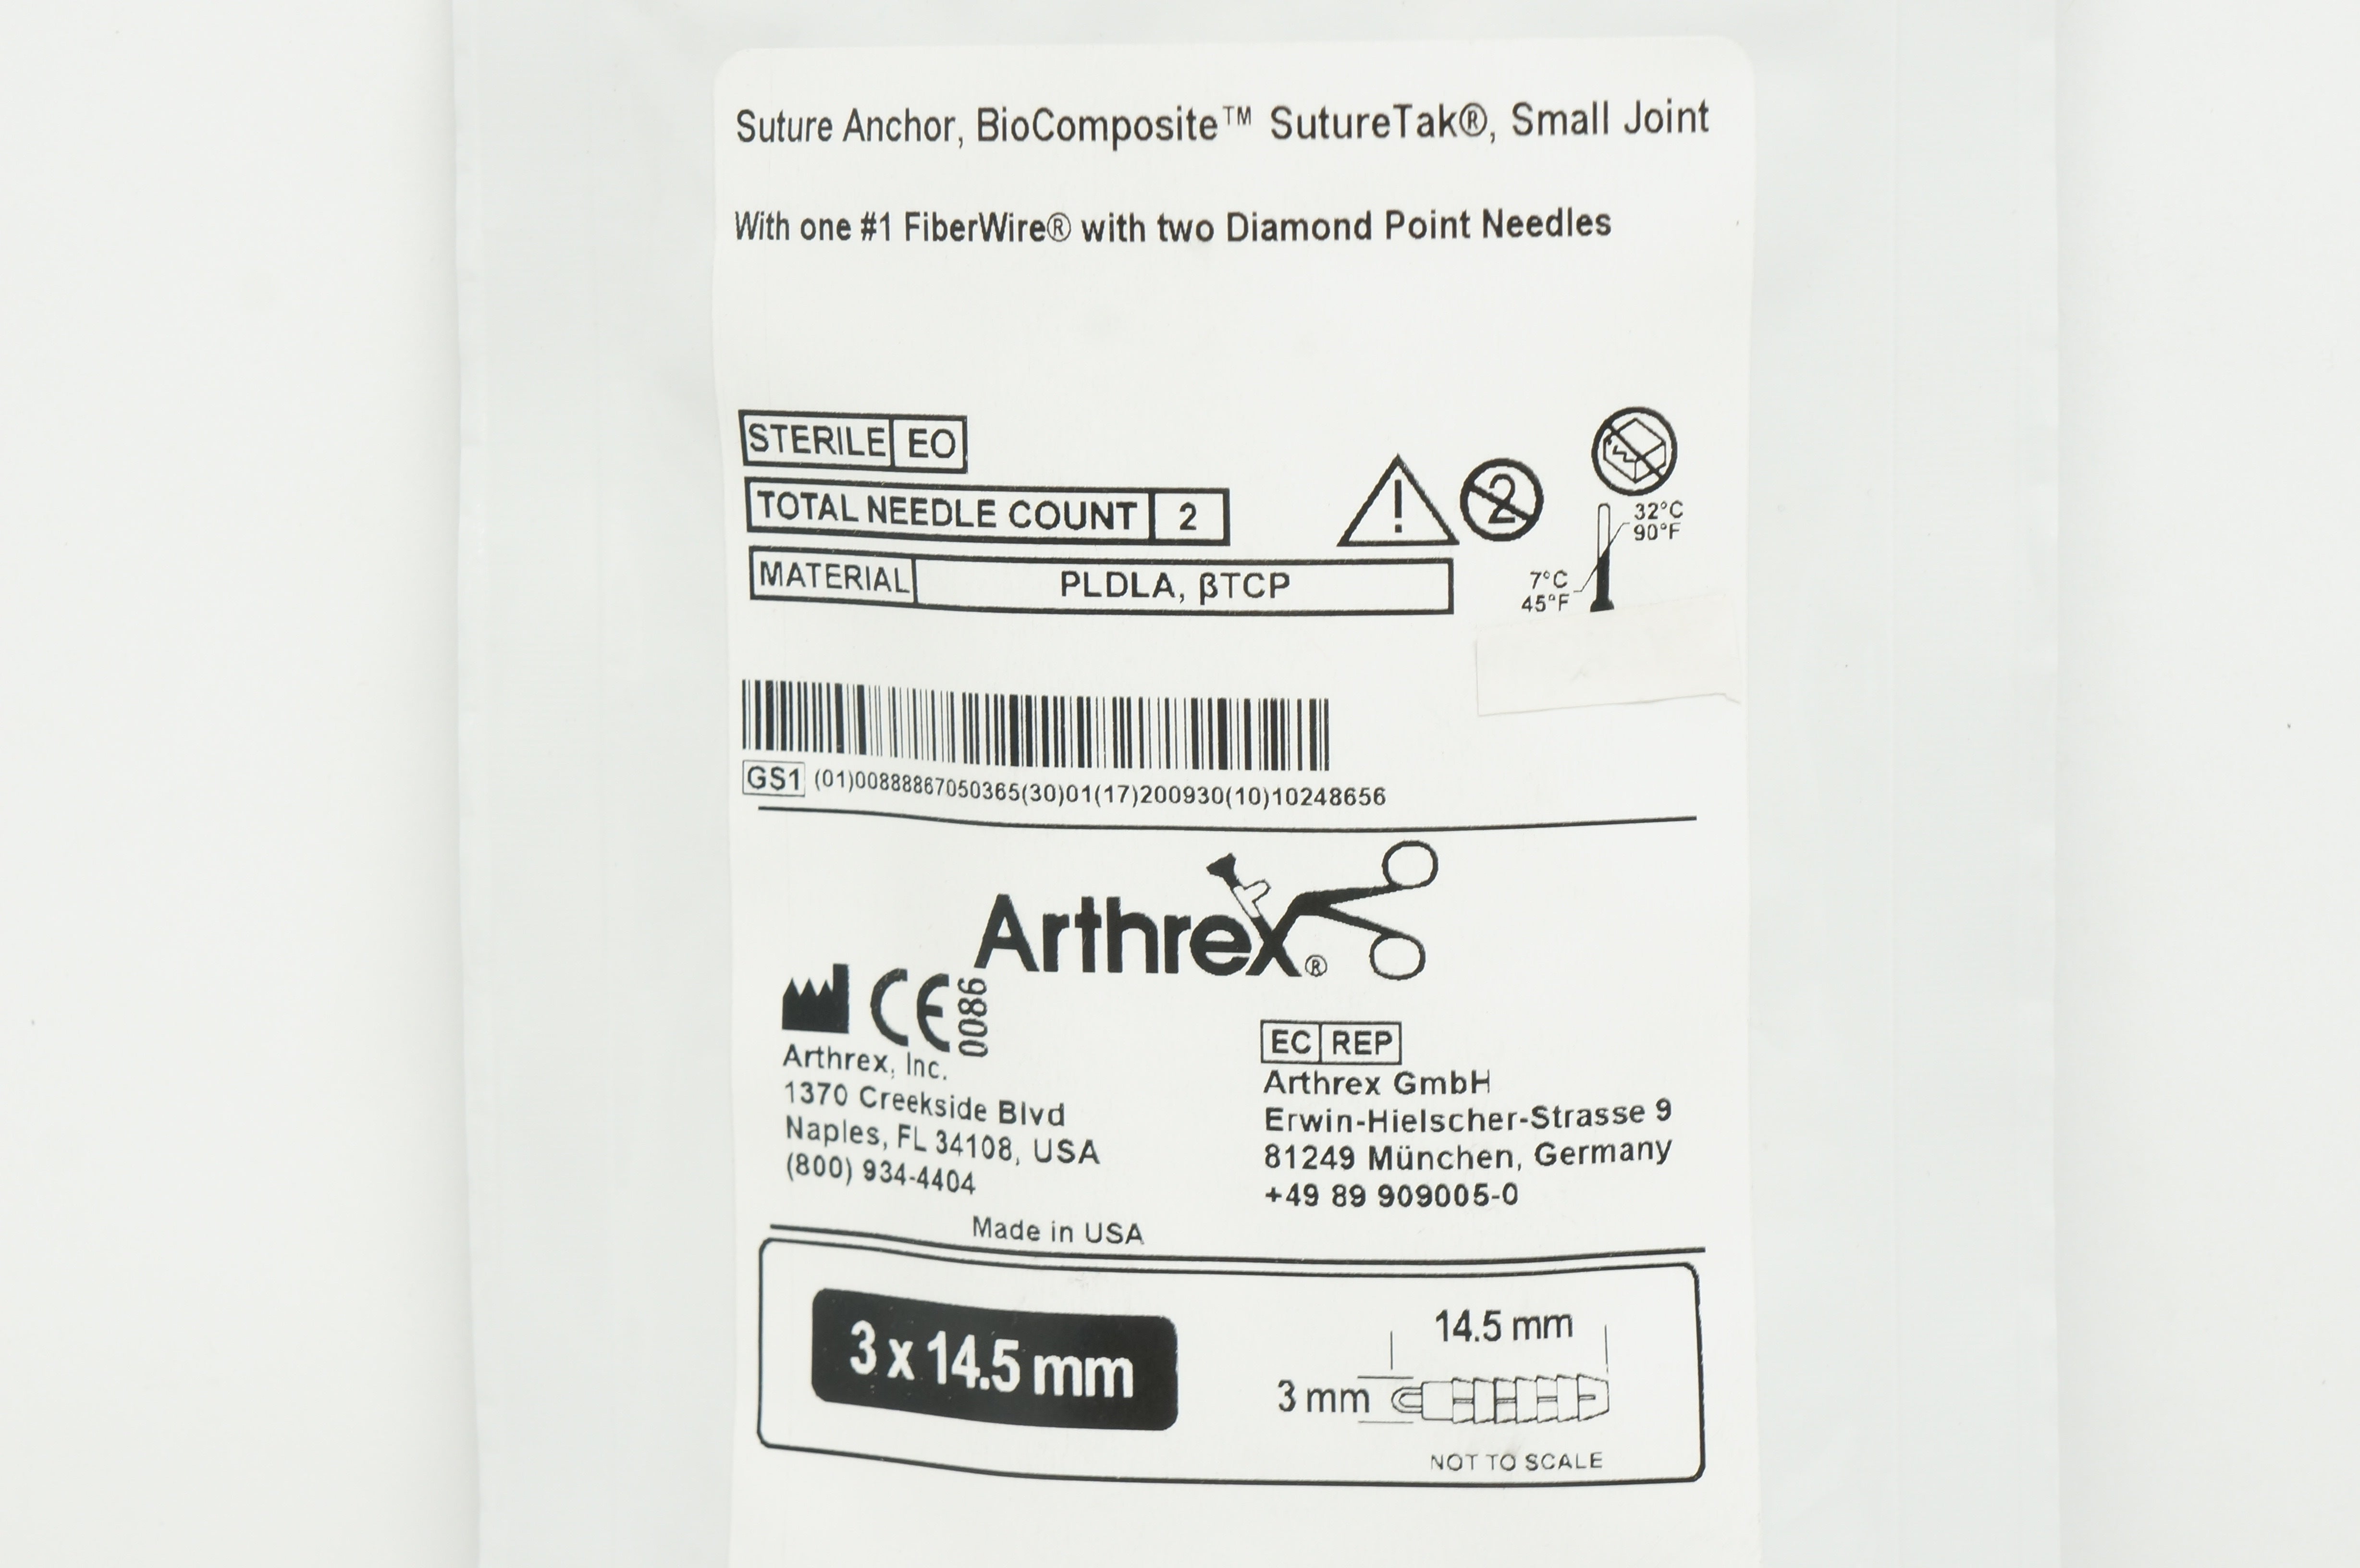 Suture Anchor, BioComposite™ SutureTak®, Small Joint
With one #1 FiberWire® with two Diamond Point Needles
STERILE EO
TOTAL NEEDLE COUNT 2
MATERIAL PLDLA, βTCP
2
32°C
90°F
7°C
45°F
GS1 (01)00888867050365(30)01(17)200930(10)10248656
Arthrex®
CE 0086
Arthrex, Inc.
1370 Creekside Blvd
Naples, FL 34108, USA
(800) 934-4404
EC REP
Arthrex GmbH
Erwin-Hielscher-Strasse 9
81249 München, Germany
+49 89 909005-0
Made in USA
3 x 14.5 mm
14.5 mm
3 mm
NOT TO SCALE